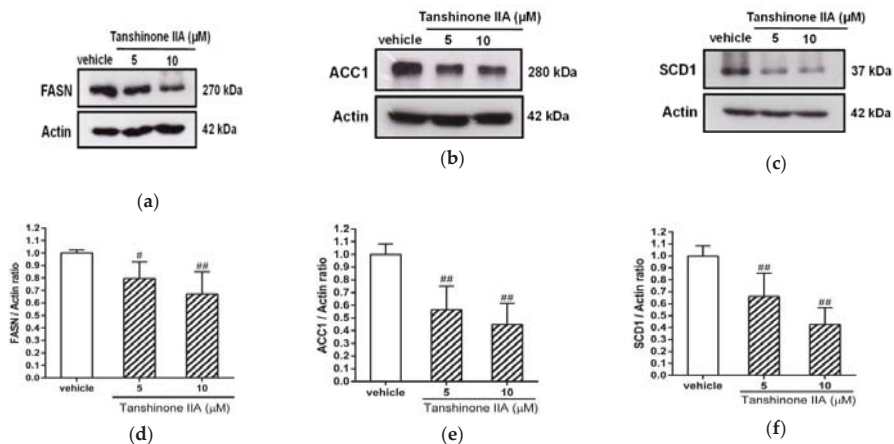 Tanshinone IIA (μM)
vehicle 5 10
FASN 270 kDa
Actin 42 kDa
(a)
Tanshinone IIA (μM)
vehicle 5 10
ACC1 280 kDa
Actin 42 kDa
(b)
Tanshinone IIA (μM)
vehicle 5 10
SCD1 37 kDa
Actin 42 kDa
(c)
FASN / Actin ratio
1.2
1.1
1.0
0.9
0.8
0.7
0.6
0.5
0.4
0.3
0.2
0.1
0.0
# ##
vehicle 5 10
Tanshinone IIA (μM)
(d)
ACC1 / Actin ratio
1.2
1.1
1.0
0.9
0.8
0.7
0.6
0.5
0.4
0.3
0.2
0.1
0.0
## ##
vehicle 5 10
Tanshinone IIA (μM)
(e)
SCD1 / Actin ratio
1.2
1.1
1.0
0.9
0.8
0.7
0.6
0.5
0.4
0.3
0.2
0.1
0.0
## ##
vehicle 5 10
Tanshinone IIA (μM)
(f)